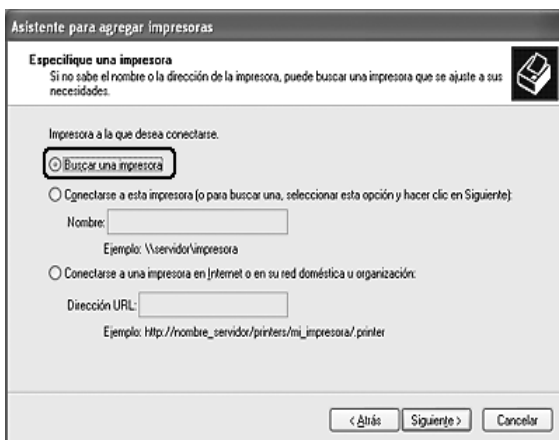 Asistente para agregar impresoras
Especifique una impresora
Si no sabe el nombre o la dirección de la impresora, puede buscar una impresora que se ajuste a sus
necesidades.
Impresora a la que desea conectarse.
Buscar una impresora
Conectarse a esta impresora (o para buscar una, seleccionar esta opción y hacer clic en Siguiente):
Nombre:
Ejemplo: \\servidor\impresora
Conectarse a una impresora en Internet o en su red doméstica u organización:
Dirección URL:
Ejemplo: http://nombre_servidor/printers/mi_impresora/.printer
< Atrás Siguiente > Cancelar